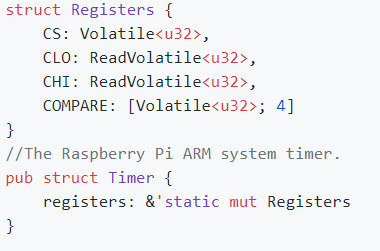 struct Registers {
    CS: Volatile<u32>,
    CLO: ReadVolatile<u32>,
    CHI: ReadVolatile<u32>,
    COMPARE: [Volatile<u32>; 4]
}
//The Raspberry Pi ARM system timer.
pub struct Timer {
    registers: &'static mut Registers
}